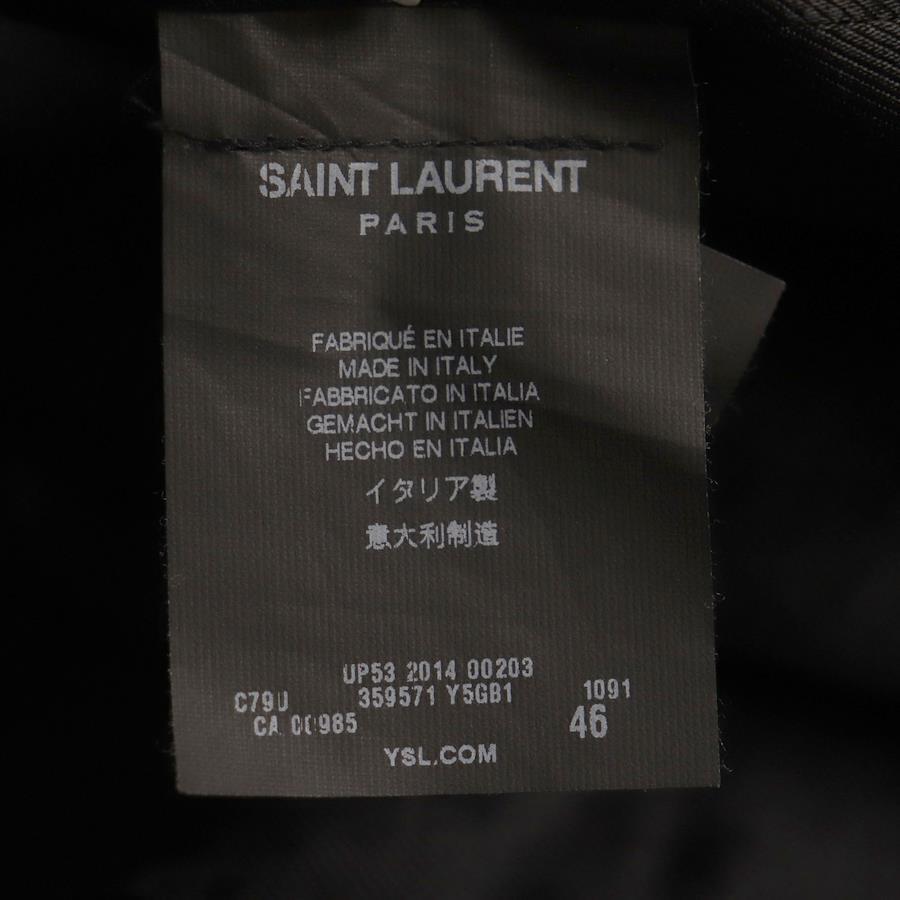 SAINT LAURENT
PARIS
FABRIQUÉ EN ITALIE
MADE IN ITALY
FABBRICATO IN ITALIA
GEMACHT IN ITALIEN
HECHO EN ITALIA
イタリア製
意大利制造
UP53 2014 00203
C79U 359571 Y5GB1 1091
CA 00985 46
YSL.COM